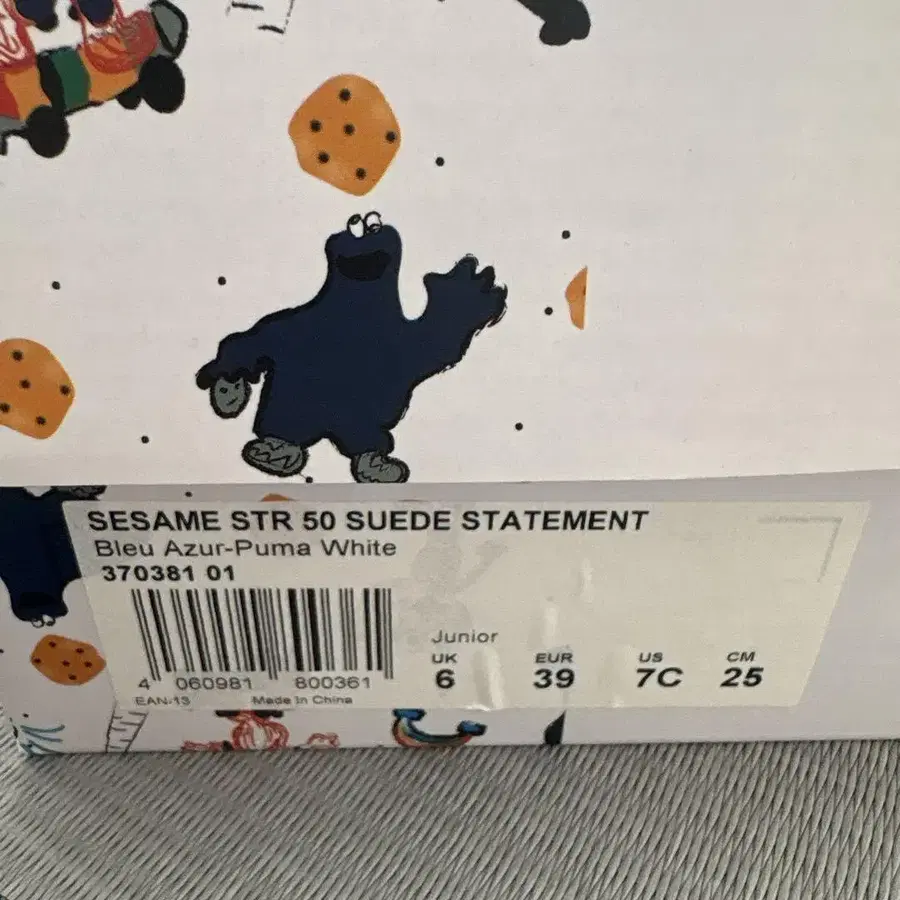 SESAME STR 50 SUEDE STATEMENT
Bleu Azur-Puma White
370381 01
4 060981 800361
EAN-13 Made in China
Junior
UK EUR US CM
6 39 7C 25